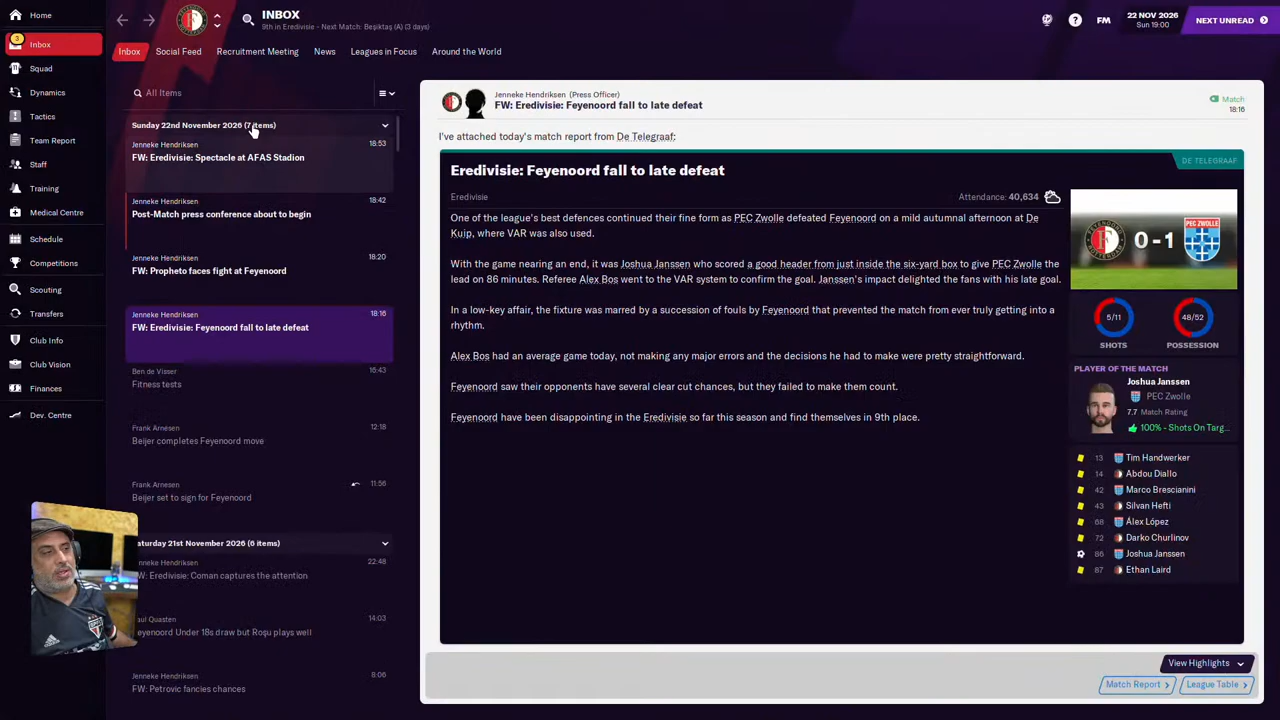 Home
3
Inbox
Squad
Dynamics
Tactics
Team Report
Staff
Training
Medical Centre
Schedule
Competitions
Scouting
Transfers
Club Info
Club Vision
Finances
Dev. Centre
INBOX
9th in Eredivisie - Next Match: Beşiktaş (A) (3 days)
?
FM
22 NOV 2026
Sun 19:00
NEXT UNREAD
Inbox
Social Feed
Recruitment Meeting
News
Leagues in Focus
Around the World
All Items
Sunday 22nd November 2026 (7 items)
Jenneke Hendriksen 18:53
FW: Eredivisie: Spectacle at AFAS Stadion
Jenneke Hendriksen 18:42
Post-Match press conference about to begin
Jenneke Hendriksen 18:20
FW: Propheto faces fight at Feyenoord
Jenneke Hendriksen 18:16
FW: Eredivisie: Feyenoord fall to late defeat
Ben de Visser 16:43
Fitness tests
Frank Arnesen 12:18
Beijer completes Feyenoord move
Frank Arnesen 11:56
Beijer set to sign for Feyenoord
aturday 21st November 2026 (6 items)
nneke Hendriksen 22:48
W: Eredivisie: Coman captures the attention
aul Quasten 14:03
eyenoord Under 18s draw but Roşu plays well
Jenneke Hendriksen 8:06
FW: Petrovic fancies chances
Jenneke Hendriksen (Press Officer)
FW: Eredivisie: Feyenoord fall to late defeat
Match
18:16
I've attached today's match report from De Telegraaf:
DE TELEGRAAF
Eredivisie: Feyenoord fall to late defeat
Eredivisie
Attendance: 40,634
One of the league's best defences continued their fine form as PEC Zwolle defeated Feyenoord on a mild autumnal afternoon at De
Kuip, where VAR was also used.
With the game nearing an end, it was Joshua Janssen who scored a good header from just inside the six-yard box to give PEC Zwolle the
lead on 86 minutes. Referee Alex Bos went to the VAR system to confirm the goal. Janssen's impact delighted the fans with his late goal.
In a low-key affair, the fixture was marred by a succession of fouls by Feyenoord that prevented the match from ever truly getting into a
rhythm.
Alex Bos had an average game today, not making any major errors and the decisions he had to make were pretty straightforward.
Feyenoord saw their opponents have several clear cut chances, but they failed to make them count.
Feyenoord have been disappointing in the Eredivisie so far this season and find themselves in 9th place.
0-1
5/11
48/52
SHOTS
POSSESSION
PLAYER OF THE MATCH
Joshua Janssen
PEC Zwolle
7.7 Match Rating
100% - Shots On Targ...
13 Tim Handwerker
14 Abdou Diallo
42 Marco Brescianini
43 Silvan Hefti
68 Álex López
72 Darko Churlinov
86 Joshua Janssen
87 Ethan Laird
View Highlights
Match Report
League Table